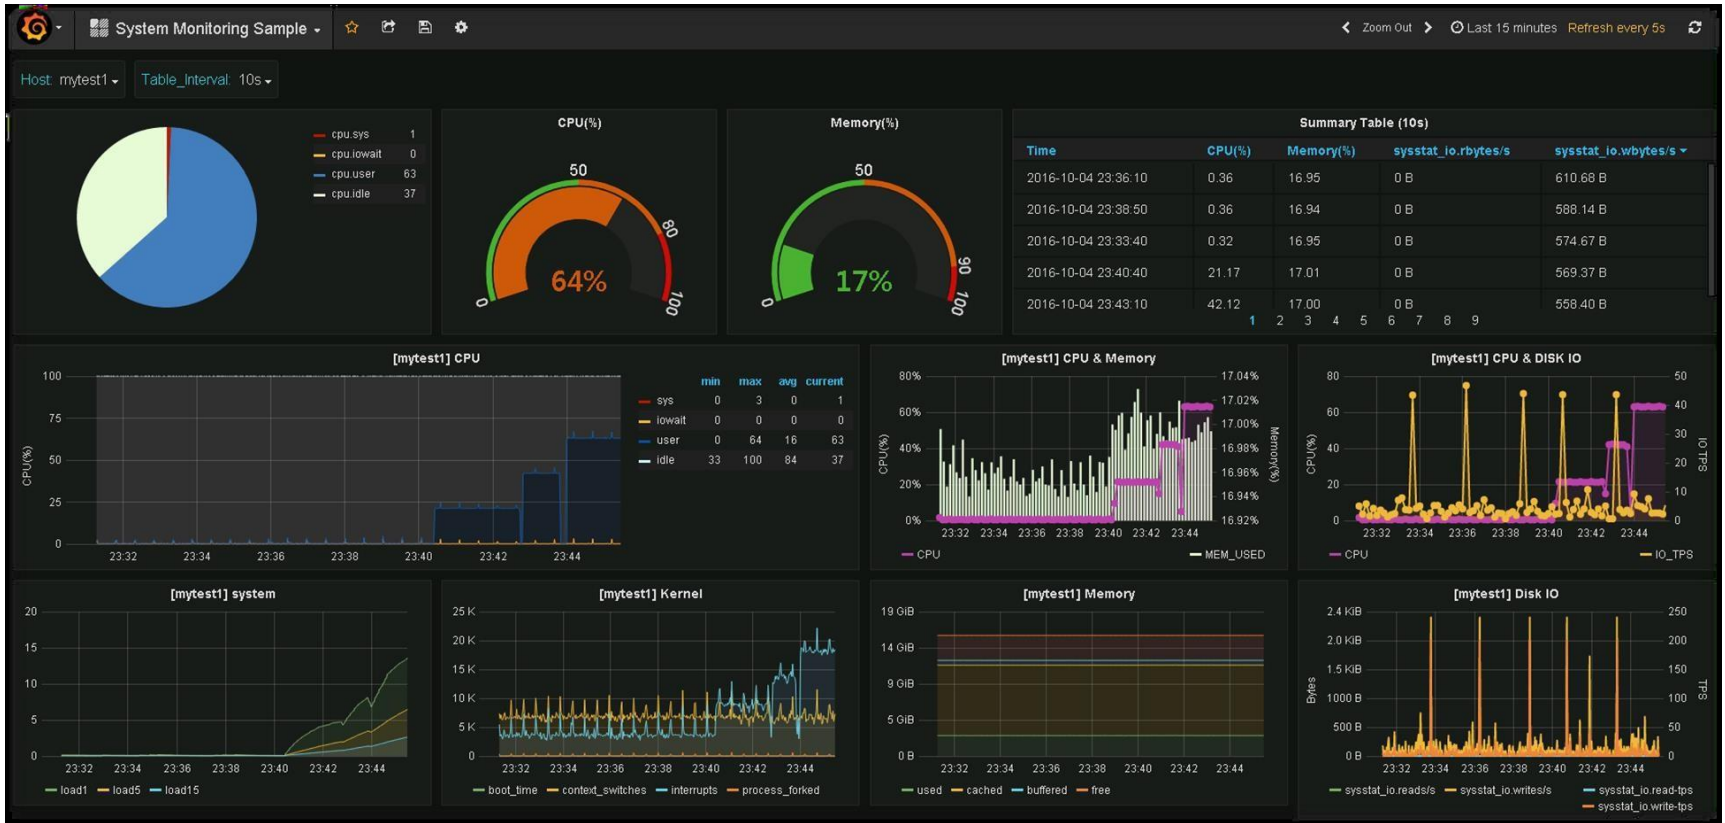 System Monitoring Sample
Zoom Out
Last 15 minutes
Refresh every 5s
Host: mytest1
Table_Interval: 10s
cpu.sys 1
cpu.iowait 0
cpu.user 63
cpu.idle 37
CPU(%)
0 50 80 100
64%
Memory(%)
0 50 90 100
17%
Summary Table (10s)
Time CPU(%) Memory(%) sysstat_io.rbytes/s sysstat_io.wbytes/s
2016-10-04 23:36:10 0.36 16.95 0 B 610.68 B
2016-10-04 23:38:50 0.36 16.94 0 B 588.14 B
2016-10-04 23:33:40 0.32 16.95 0 B 574.67 B
2016-10-04 23:40:40 21.17 17.01 0 B 569.37 B
2016-10-04 23:43:10 42.12 17.00 0 B 558.40 B
1 2 3 4 5 6 7 8 9
[mytest1] CPU
CPU(%)
100
75
50
25
0
23:32 23:34 23:36 23:38 23:40 23:42 23:44
min max avg current
sys 0 3 0 1
iowait 0 0 0 0
user 0 64 16 63
idle 33 100 84 37
[mytest1] CPU & Memory
CPU(%)
80%
60%
40%
20%
0%
17.04%
17.02%
17.00%
16.98%
16.96%
16.94%
16.92%
Memory(%)
23:32 23:34 23:36 23:38 23:40 23:42 23:44
CPU MEM_USED
[mytest1] CPU & DISK IO
CPU(%)
80
60
40
20
0
50
40
30
20
10
0
IO TPS
23:32 23:34 23:36 23:38 23:40 23:42 23:44
CPU IO_TPS
[mytest1] system
20
15
10
5
0
23:32 23:34 23:36 23:38 23:40 23:42 23:44
load1 load5 load15
[mytest1] Kernel
25 K
20 K
15 K
10 K
5 K
0
23:32 23:34 23:36 23:38 23:40 23:42 23:44
boot_time context_switches interrupts process_forked
[mytest1] Memory
19 GiB
14 GiB
9 GiB
5 GiB
0 B
23:32 23:34 23:36 23:38 23:40 23:42 23:44
used cached buffered free
[mytest1] Disk IO
Bytes
2.4 KiB
2.0 KiB
1.5 KiB
1000 B
500 B
0 B
250
200
150
100
50
0
TPS
23:32 23:34 23:36 23:38 23:40 23:42 23:44
sysstat_io.reads/s sysstat_io.writes/s sysstat_io.read-tps
sysstat_io.write-tps